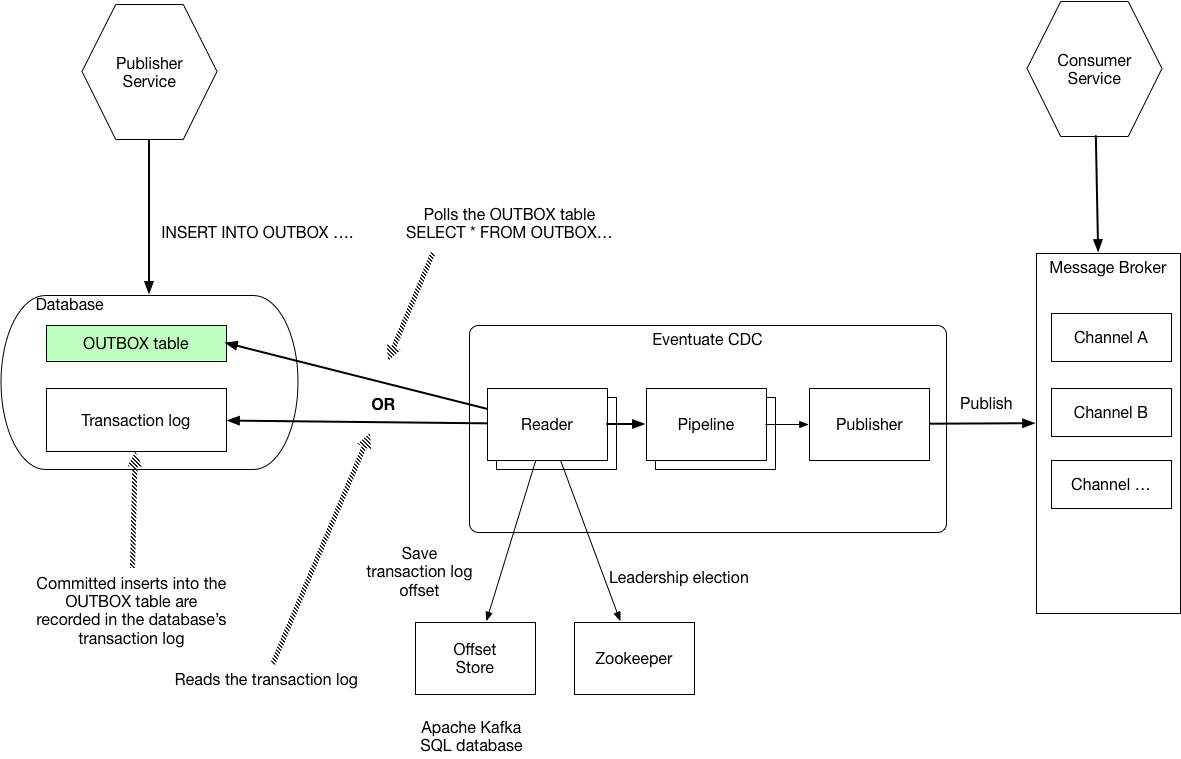 Publisher
Service
Consumer
Service
INSERT INTO OUTBOX ….
Polls the OUTBOX table
SELECT * FROM OUTBOX…
Message Broker
Database
OUTBOX table
Transaction log
OR
Eventuate CDC
Reader
Pipeline
Publisher
Publish
Channel A
Channel B
Channel …
Save
transaction log
offset
Leadership election
Committed inserts into the
OUTBOX table are
recorded in the database’s
transaction log
Reads the transaction log
Offset
Store
Zookeeper
Apache Kafka
SQL database